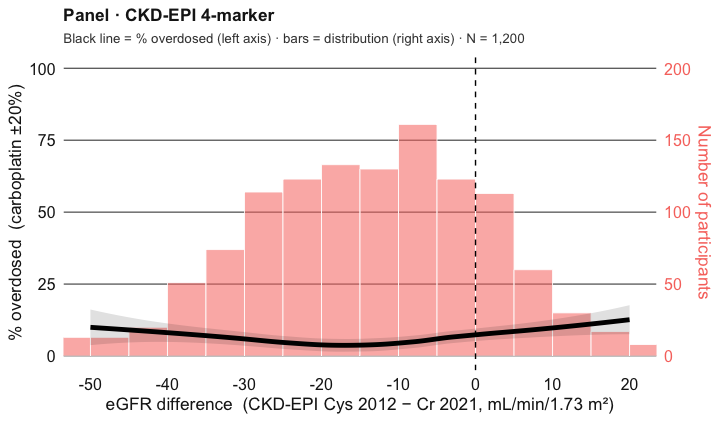 Panel · CKD-EPI 4-marker
Black line = % overdosed (left axis) · bars = distribution (right axis) · N = 1,200
% overdosed (carboplatin ±20%)
100
75
50
25
0
200
150
100
50
0
Number of participants
-50 -40 -30 -20 -10 0 10 20
eGFR difference (CKD-EPI Cys 2012 − Cr 2021, mL/min/1.73 m²)